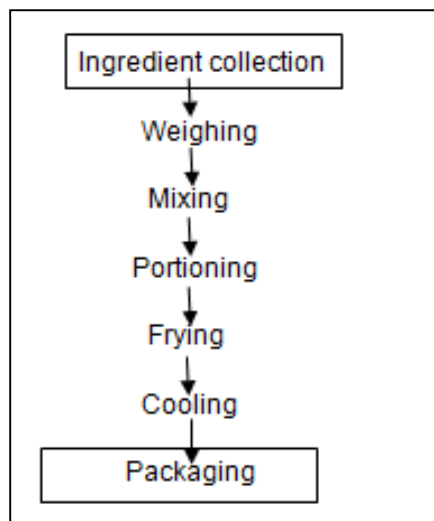 Ingredient collection
Weighing
Mixing
Portioning
Frying
Cooling
Packaging